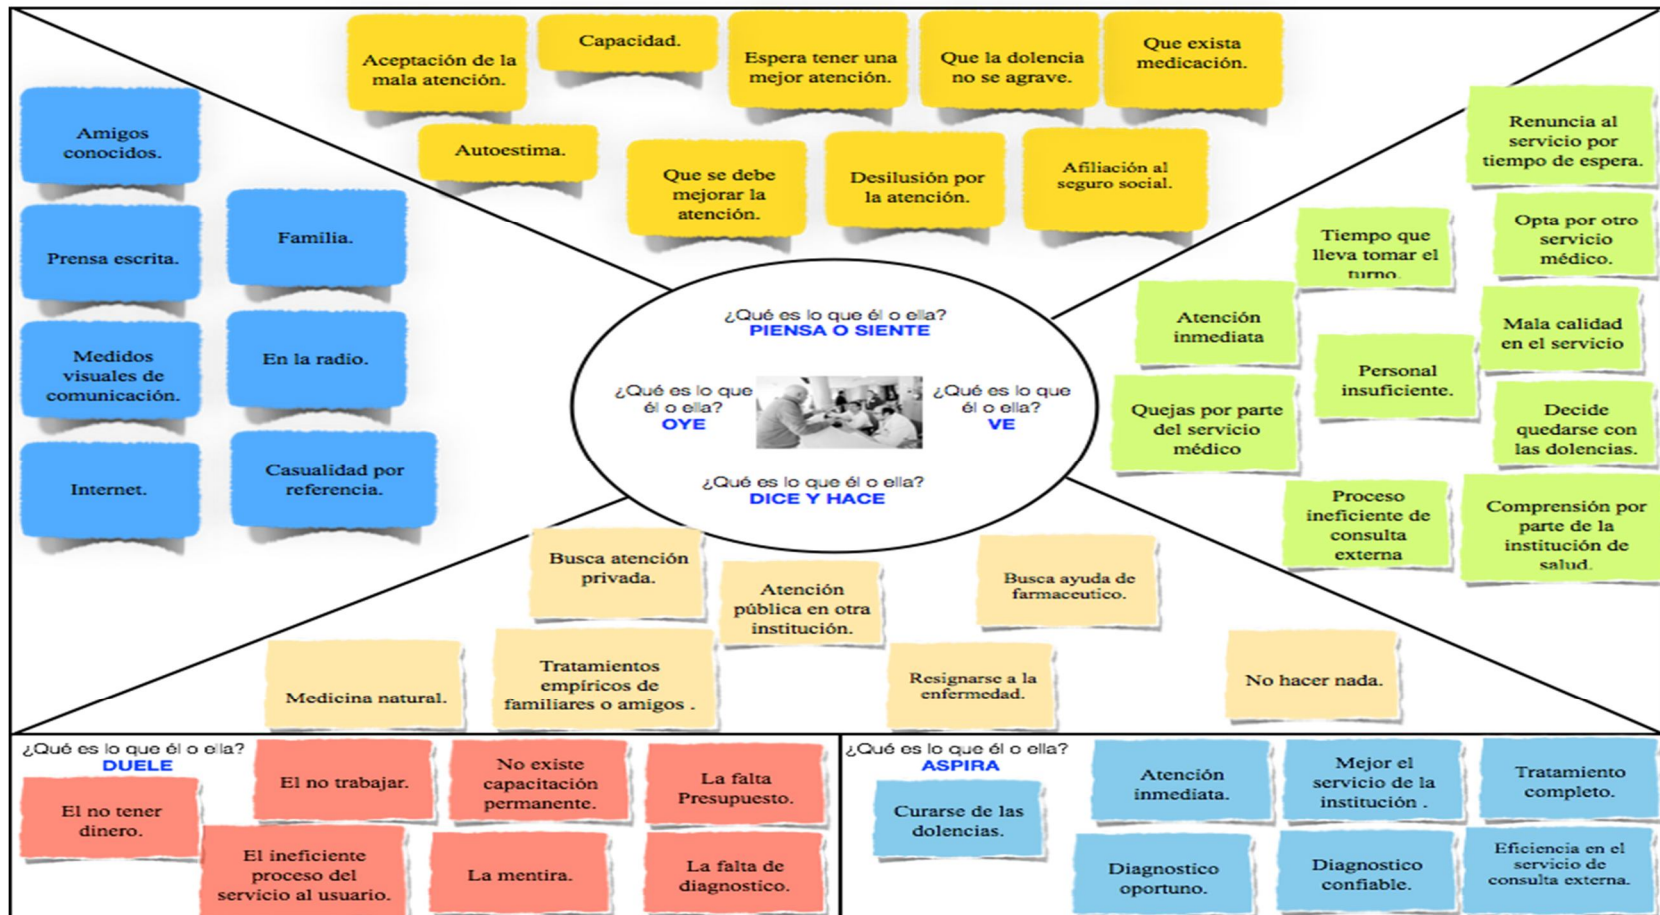 Aceptación de la
mala atención.
Capacidad.
Espera tener una
mejor atención.
Que la dolencia
no se agrave.
Que exista
medicación.
Autoestima.
Que se debe
mejorar la
atención.
Desilusión por
la atención.
Afiliación al
seguro social.
Amigos
conocidos.
Prensa escrita.
Familia.
Medidos
visuales de
comunicación.
En la radio.
Internet.
Casualidad por
referencia.
¿Qué es lo que él o ella?
PIENSA O SIENTE
¿Qué es lo que
él o ella?
OYE
¿Qué es lo que
él o ella?
VE
¿Qué es lo que él o ella?
DICE Y HACE
Renuncia al
servicio por
tiempo de espera.
Tiempo que
lleva tomar el
turno.
Opta por otro
servicio
médico.
Atención
inmediata
Personal
insuficiente.
Mala calidad
en el servicio
Quejas por parte
del servicio
médico
Decide
quedarse con
las dolencias.
Proceso
ineficiente de
consulta
externa
Comprensión por
parte de la
institución de
salud.
Busca atención
privada.
Atención
pública en otra
institución.
Busca ayuda de
farmaceutico.
Medicina natural.
Tratamientos
empíricos de
familiares o amigos .
Resignarse a la
enfermedad.
No hacer nada.
¿Qué es lo que él o ella?
DUELE
El no tener
dinero.
El no trabajar.
No existe
capacitación
permanente.
La falta
Presupuesto.
El ineficiente
proceso del
servicio al usuario.
La mentira.
La falta de
diagnostico.
¿Qué es lo que él o ella?
ASPIRA
Curarse de las
dolencias.
Atención
inmediata.
Mejor el
servicio de la
institución .
Tratamiento
completo.
Diagnostico
oportuno.
Diagnostico
confiable.
Eficiencia en el
servicio de
consulta externa.